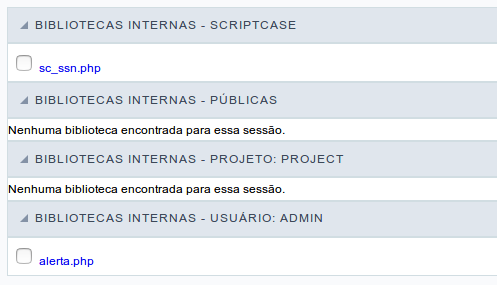 BIBLIOTECAS INTERNAS - SCRIPTCASE
sc_ssn.php
BIBLIOTECAS INTERNAS - PÚBLICAS
Nenhuma biblioteca encontrada para essa sessão.
BIBLIOTECAS INTERNAS - PROJETO: PROJECT
Nenhuma biblioteca encontrada para essa sessão.
BIBLIOTECAS INTERNAS - USUÁRIO: ADMIN
alerta.php